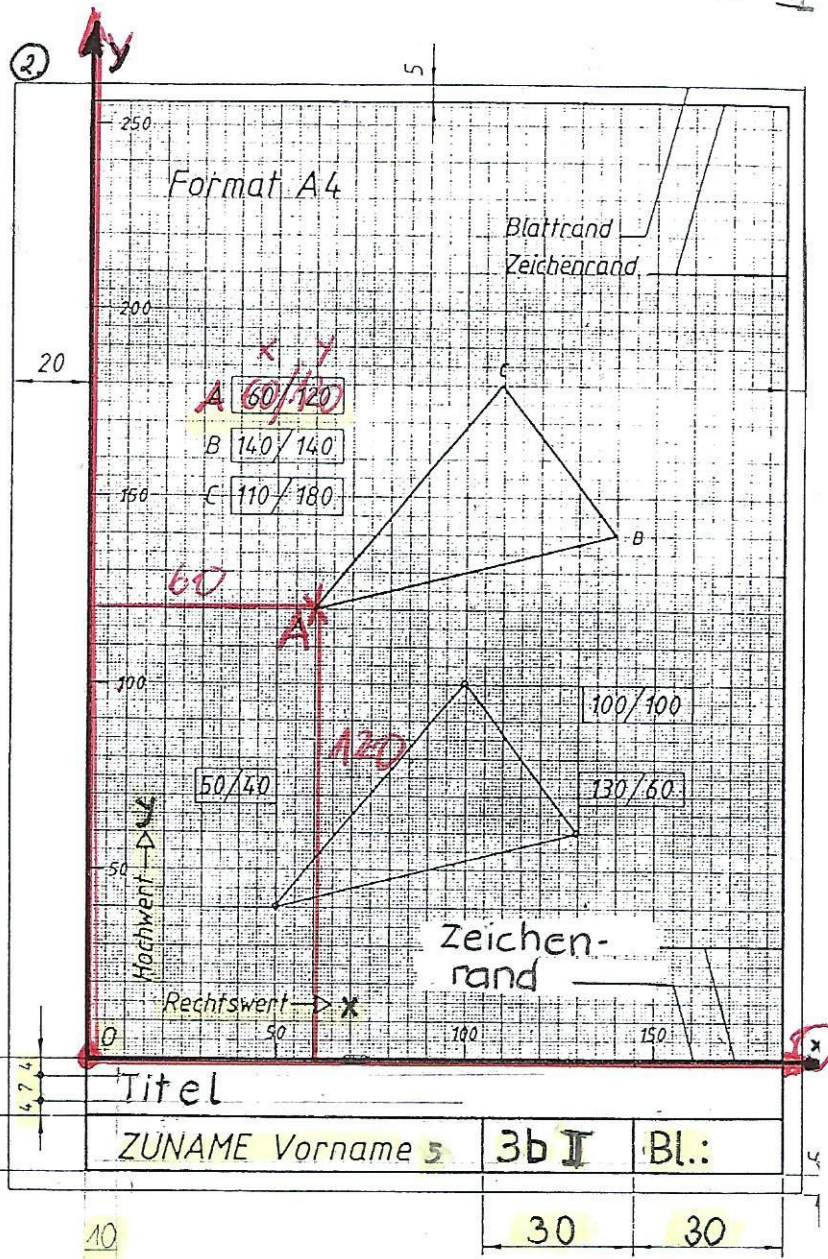 y
2
5
250
Format A4
Blattrand
Zeichenrand
200
20
x y
A 60/120
B 140/140
C 110/180
C
150
B
60
A
100
100/100
120
50/40
130/60
Hochwert y
50
Zeichen-
rand
Rechtswert x
0 50 100 150 x
4 7 4
Titel
ZUNAME Vorname 5 3b II Bl.:
10
30 30